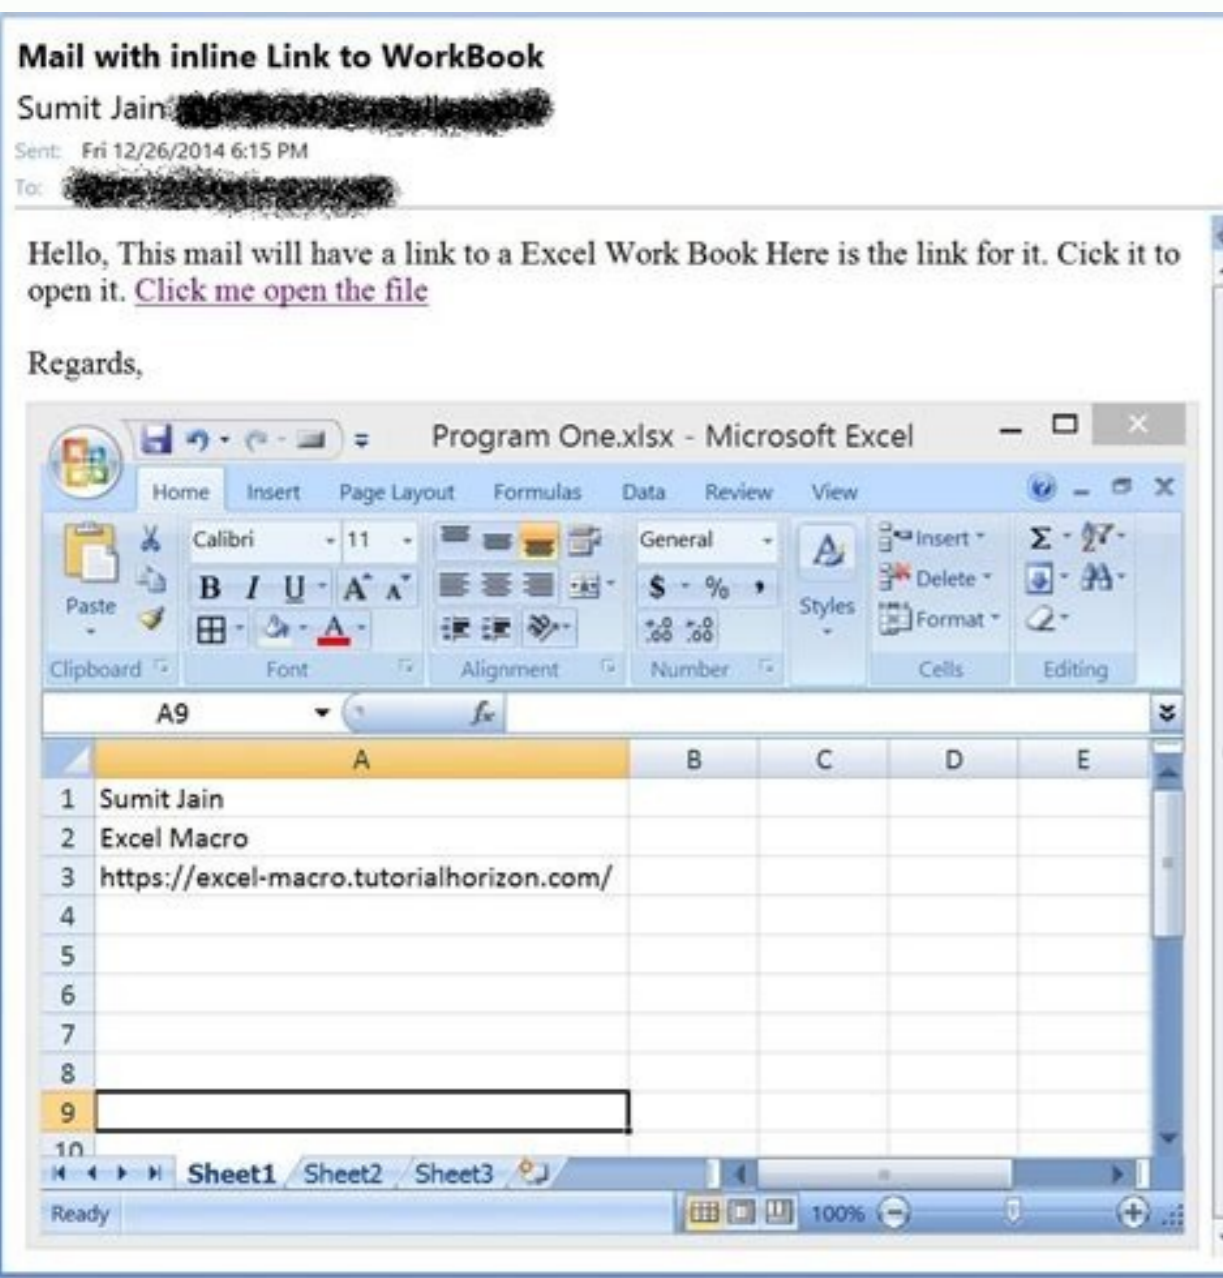 Mail with inline Link to WorkBook
Sumit Jain
Sent: Fri 12/26/2014 6:15 PM
To:
Hello, This mail will have a link to a Excel Work Book Here is the link for it. Cick it to
open it. Click me open the file
Regards,
Program One.xlsx - Microsoft Excel
Home Insert Page Layout Formulas Data Review View
Calibri 11 General Insert Σ
B I U A A $ % , Delete
Paste Styles
A Format
Clipboard Font Alignment Number Cells Editing
A9 fx
A B C D E
1 Sumit Jain
2 Excel Macro
3 https://excel-macro.tutorialhorizon.com/
4
5
6
7
8
9
10
Sheet1 Sheet2 Sheet3
Ready 100%